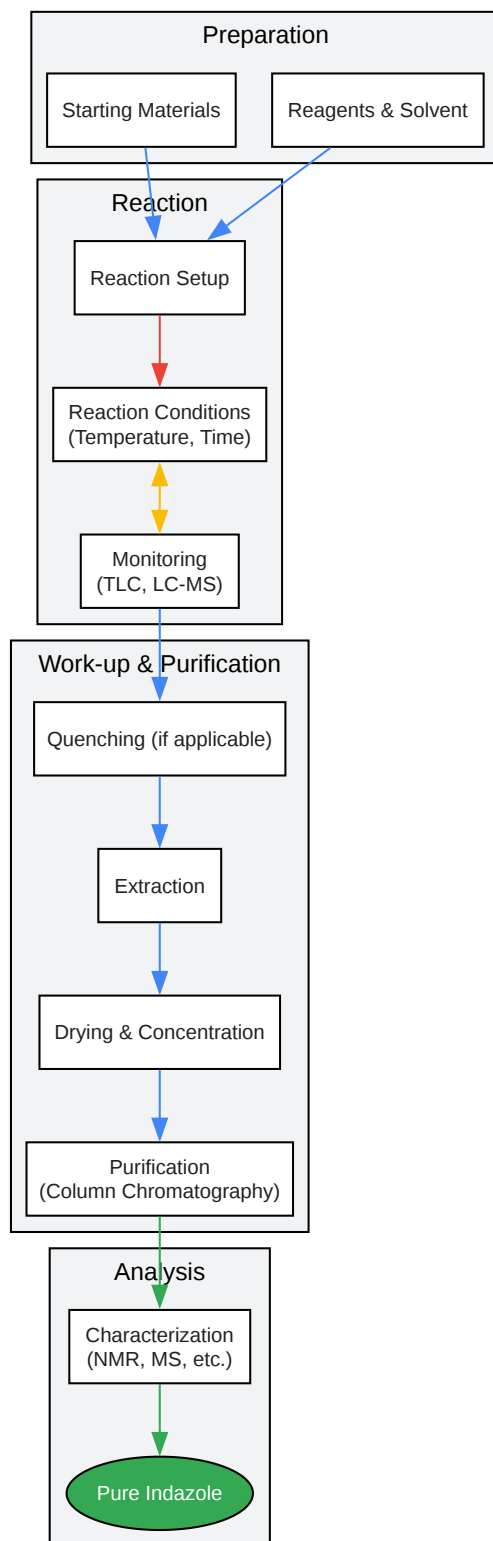 Preparation
Starting Materials
Reagents & Solvent
Reaction
Reaction Setup
Reaction Conditions
(Temperature, Time)
Monitoring
(TLC, LC-MS)
Work-up & Purification
Quenching (if applicable)
Extraction
Drying & Concentration
Purification
(Column Chromatography)
Analysis
Characterization
(NMR, MS, etc.)
Pure Indazole